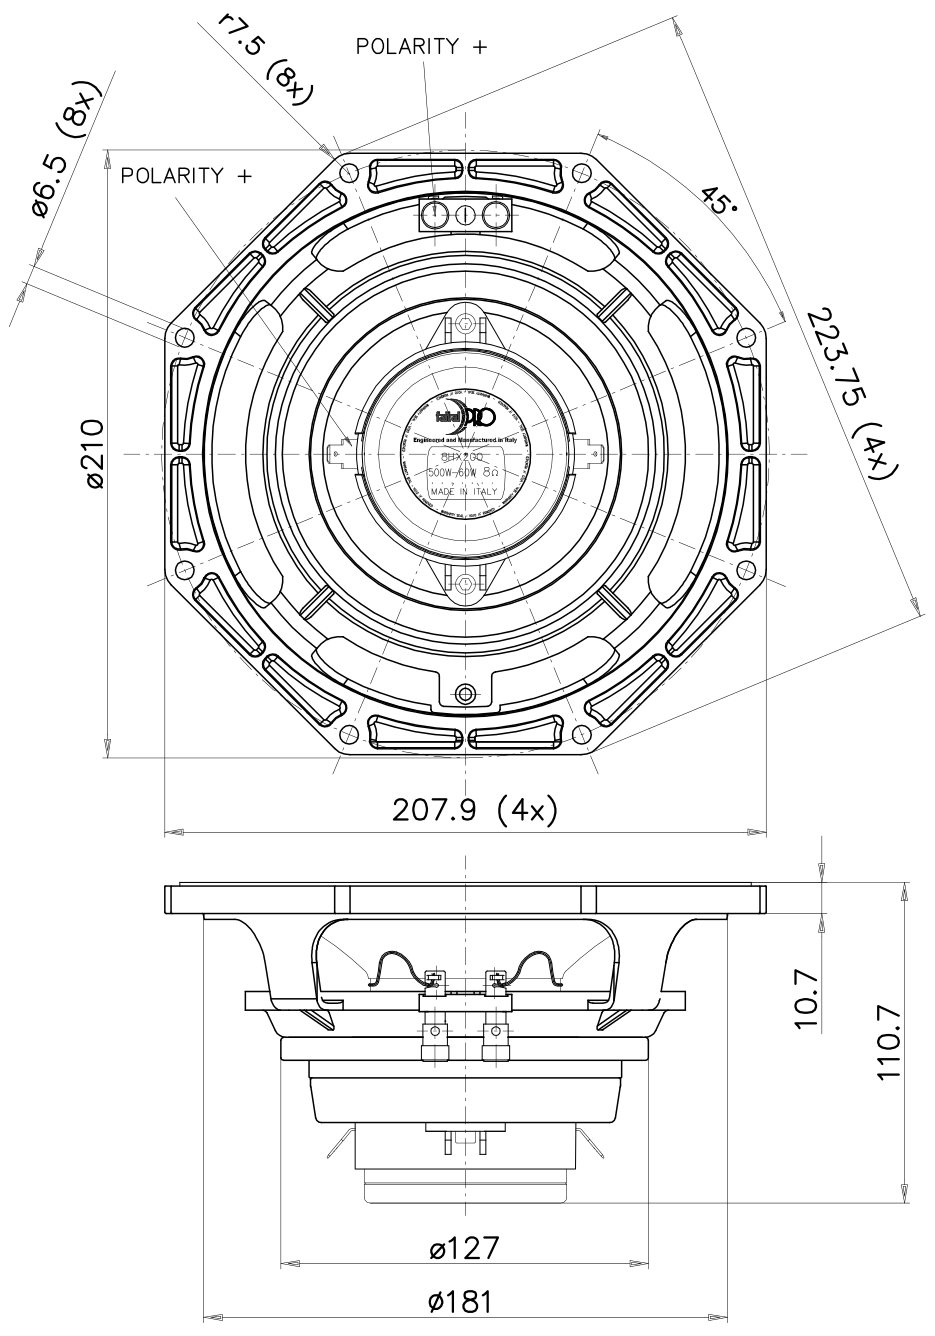 r7.5 (8x)
POLARITY +
ø6.5 (8x)
POLARITY +
45°
223.75 (4x)
ø210
faital PRO
Engineered and Manufactured in Italy
8HX200
500W-60W 8Ω
MADE IN ITALY
207.9 (4x)
10.7
110.7
ø127
ø181